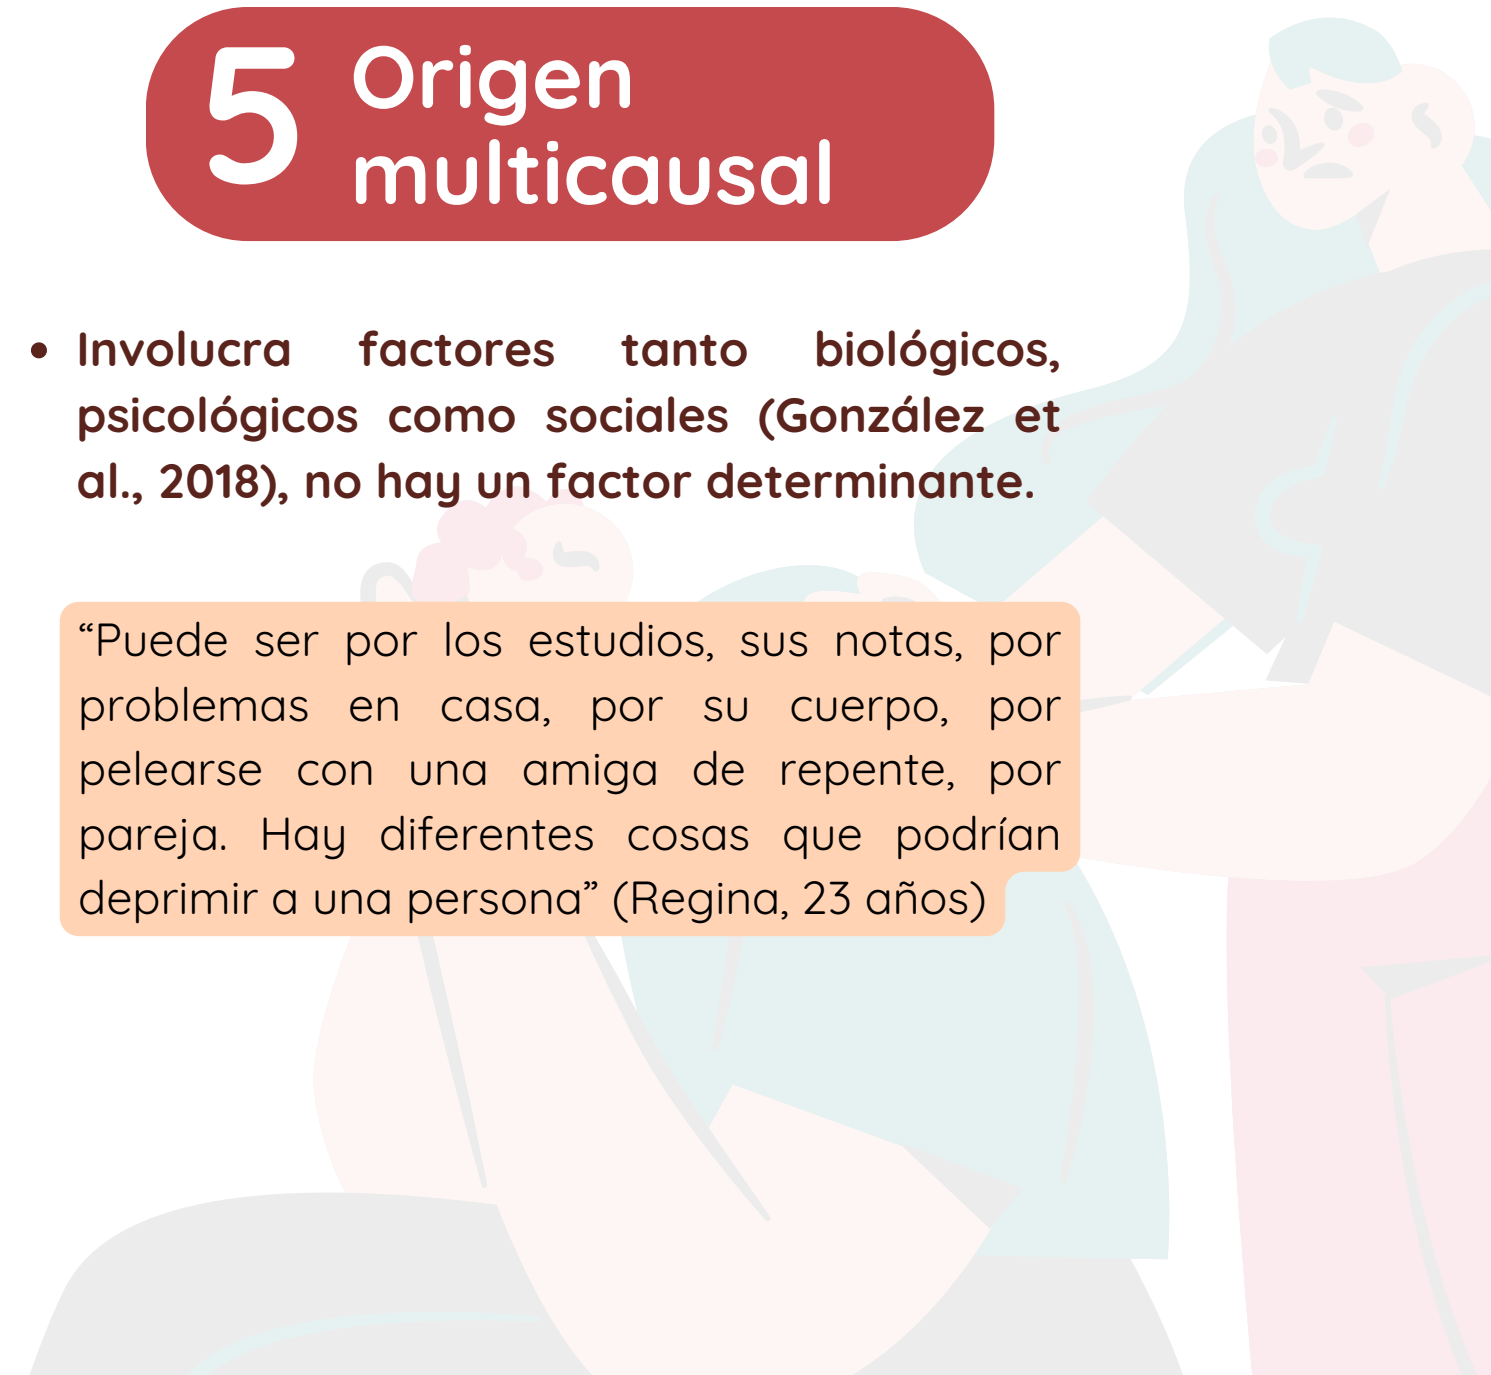 5 Origen
multicausal
• Involucra factores tanto biológicos,
psicológicos como sociales (González et
al., 2018), no hay un factor determinante.
“Puede ser por los estudios, sus notas, por
problemas en casa, por su cuerpo, por
pelearse con una amiga de repente, por
pareja. Hay diferentes cosas que podrían
deprimir a una persona” (Regina, 23 años)